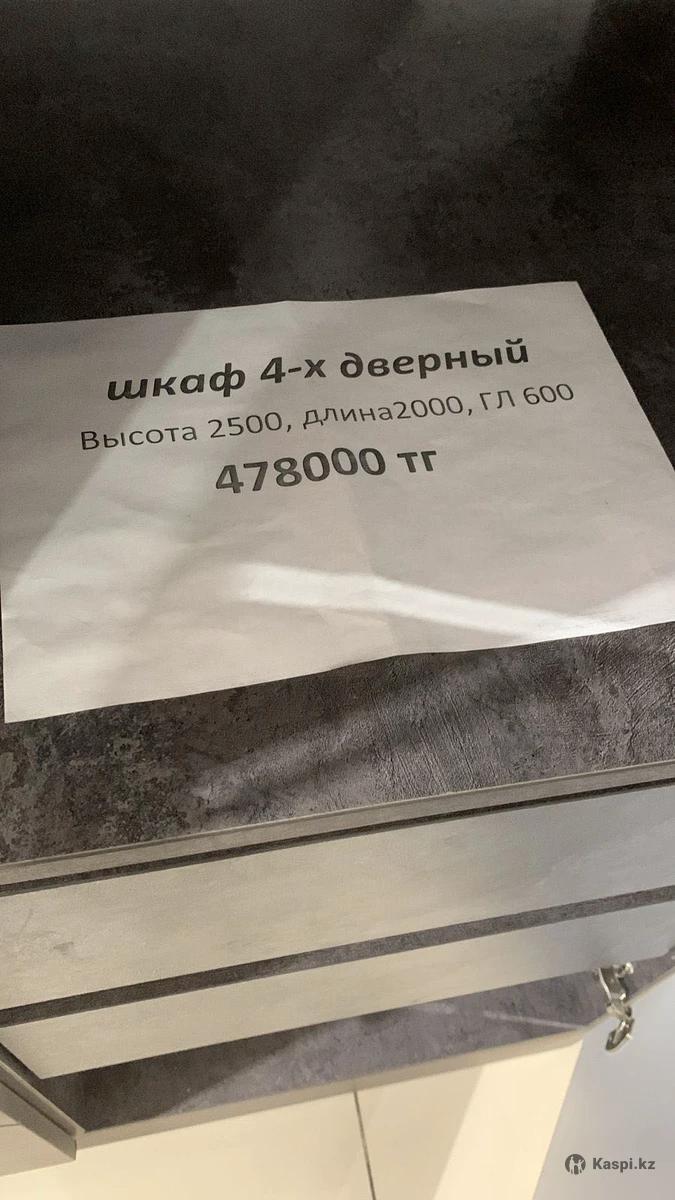 шкаф 4-х дверный
Высота 2500, длина2000, ГЛ 600
478000 тг
Kaspi.kz